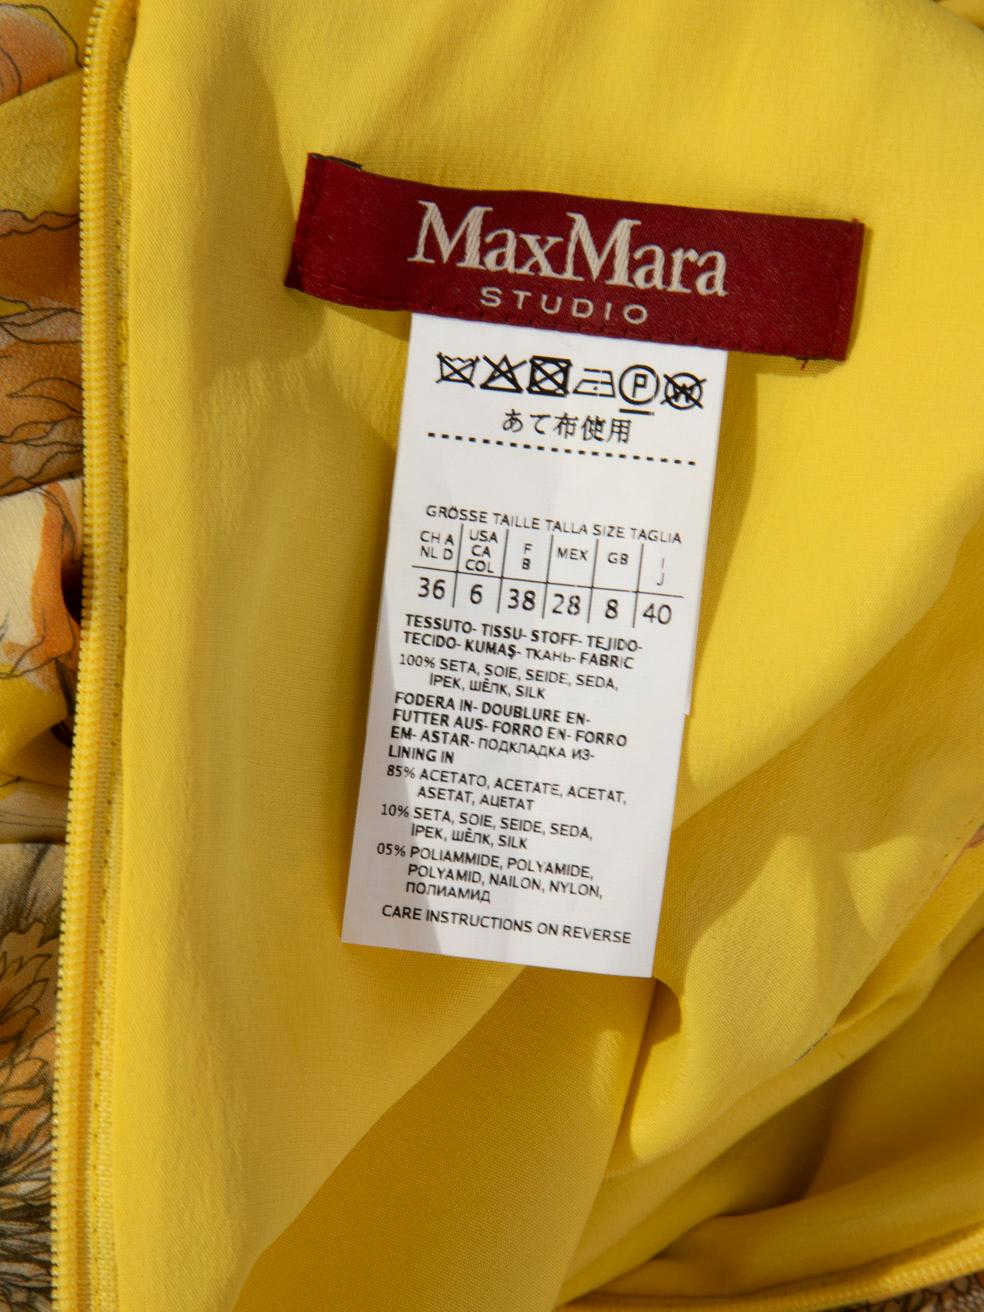 MaxMara
STUDIO
P W
あて布使用
GRÖSSE TAILLE TALLA SIZE TAGLIA
CH A NL D | USA CA COL | F B | MEX | GB | I J
36 | 6 | 38 | 28 | 8 | 40
TESSUTO- TISSU- STOFF- TEJIDO-
TECIDO- KUMAŞ- ТКАНЬ- FABRIC
100% SETA, SOIE, SEIDE, SEDA,
İPEK, ШЁЛК, SILK
FODERA IN- DOUBLURE EN-
FUTTER AUS- FORRO EN- FORRO
EM- ASTAR- ПОДКЛАДКА ИЗ-
LINING IN
85% ACETATO, ACETATE, ACETAT,
ASETAT, АЦЕТАТ
10% SETA, SOIE, SEIDE, SEDA,
İPEK, ШЁЛК, SILK
05% POLIAMMIDE, POLYAMIDE,
POLYAMID, NAILON, NYLON,
ПОЛИАМИД
CARE INSTRUCTIONS ON REVERSE